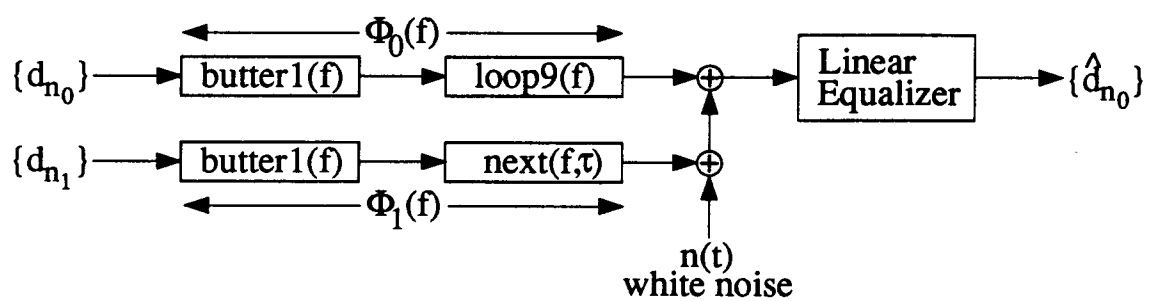 Φ₀(f)
{dₙ₀} butter1(f) loop9(f) + Linear Equalizer {d̂ₙ₀}
{dₙ₁} butter1(f) next(f,τ) +
Φ₁(f)
n(t)
white noise